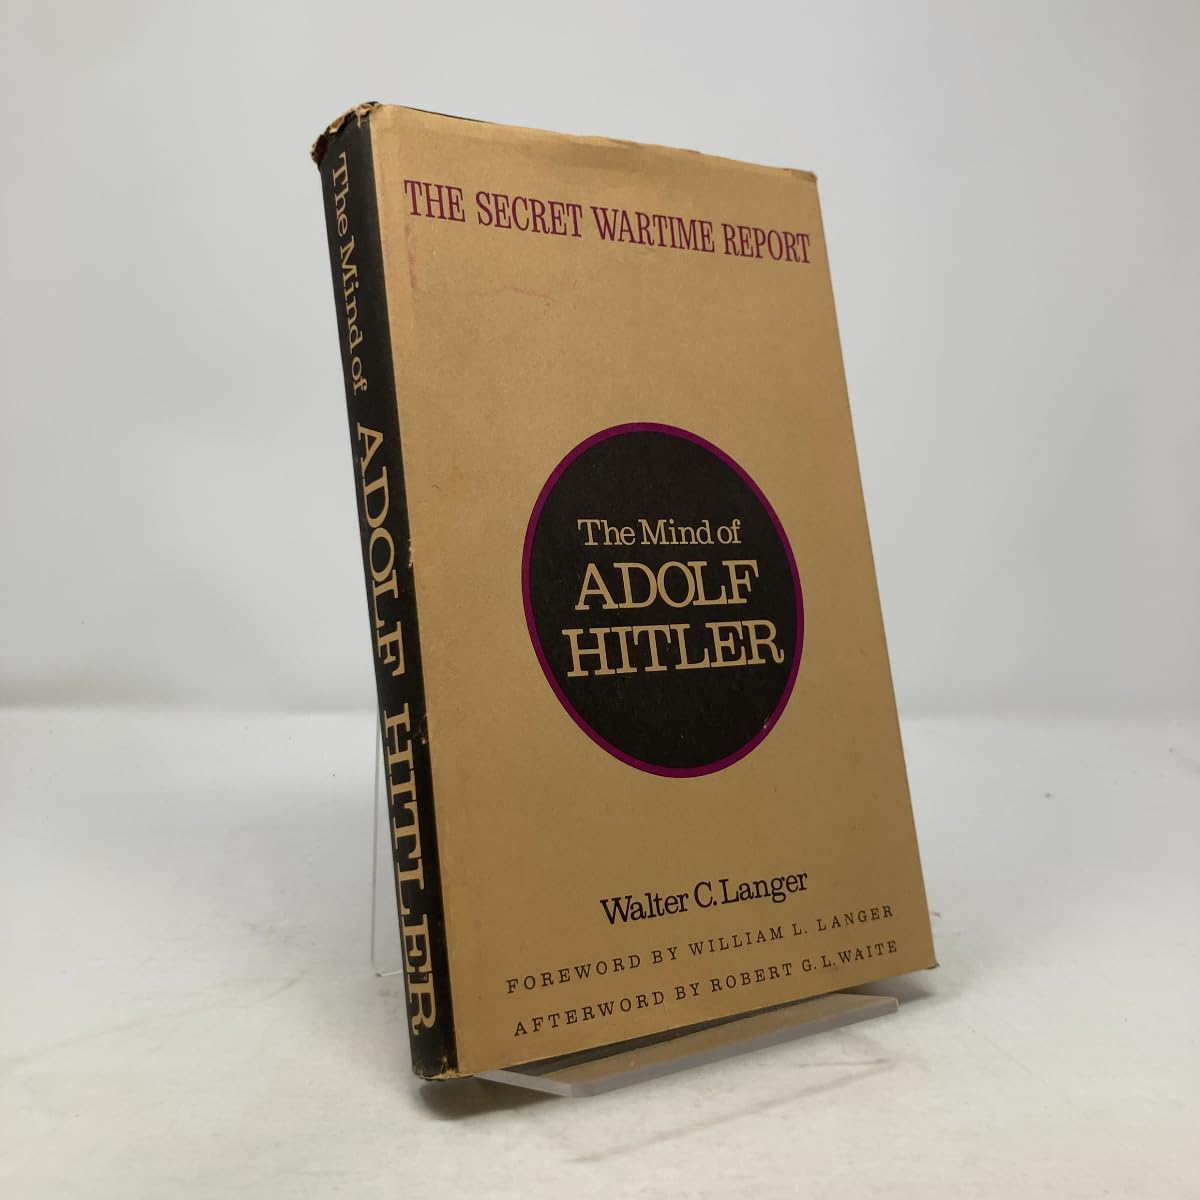 The Mind of ADOLF HITLER
THE SECRET WARTIME REPORT
The Mind of
ADOLF
HITLER
Walter C. Langer
FOREWORD BY WILLIAM L. LANGER
AFTERWORD BY ROBERT G. L. WAITE